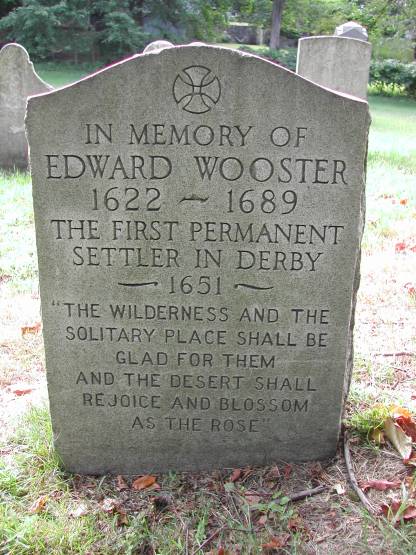 IN MEMORY OF
EDWARD WOOSTER
1622 ~ 1689
THE FIRST PERMANENT
SETTLER IN DERBY
~ 1651 ~
"THE WILDERNESS AND THE
SOLITARY PLACE SHALL BE
GLAD FOR THEM
AND THE DESERT SHALL
REJOICE AND BLOSSOM
AS THE ROSE"